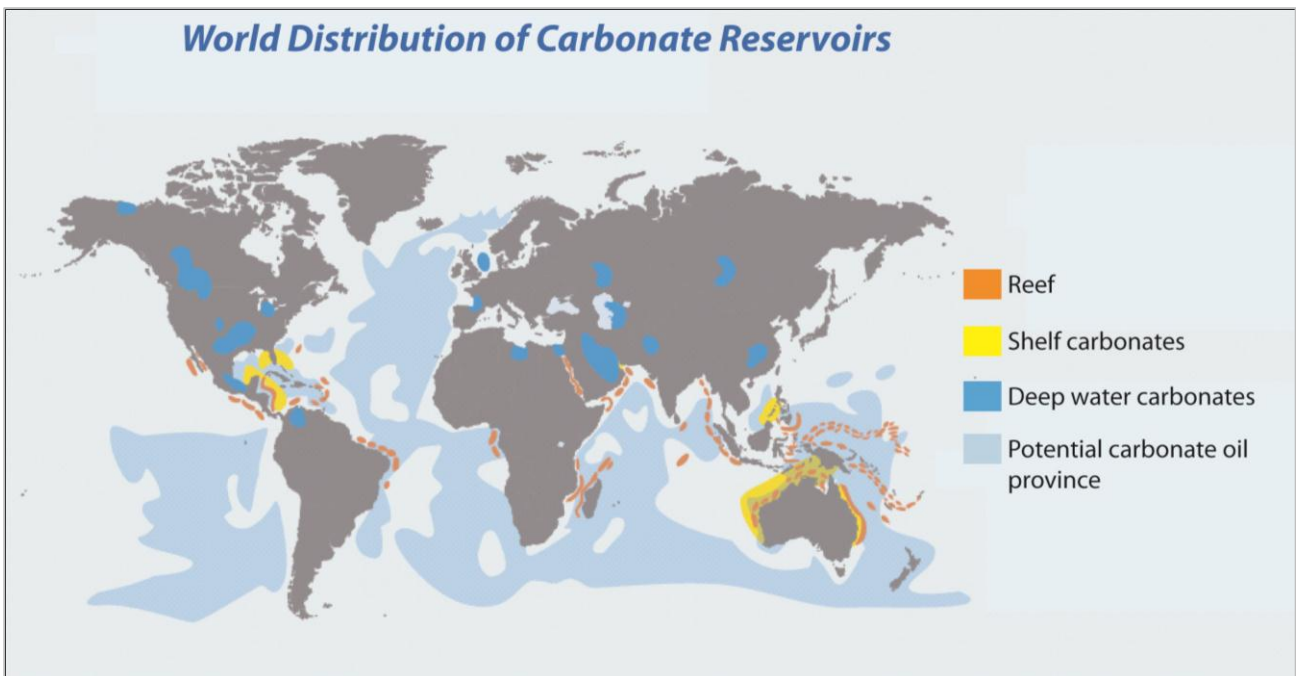 World Distribution of Carbonate Reservoirs
Reef
Shelf carbonates
Deep water carbonates
Potential carbonate oil
province